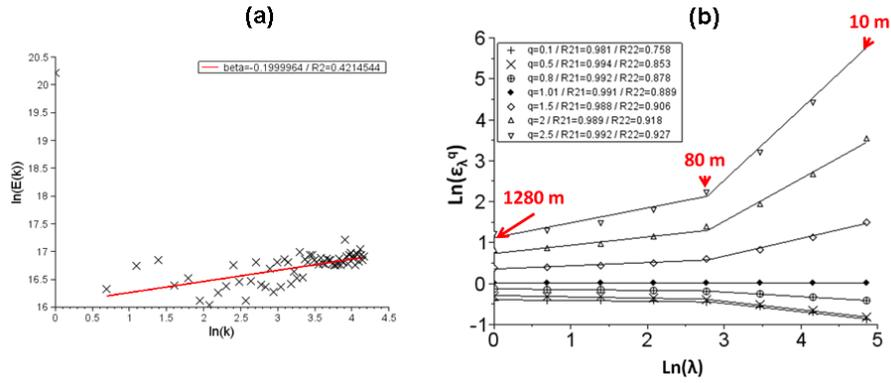 (a)
20.5
20
19.5
19
18.5
18
17.5
17
16.5
16
ln(E(k))
beta=-0.1999964 / R2=0.4214544
0
0.5
1
1.5
2
2.5
3
3.5
4
4.5
ln(k)
(b)
10 m
6
5
4
3
2
1
0
−1
Ln(ελq)
q=0.1 / R21=0.981 / R22=0.758
q=0.5 / R21=0.994 / R22=0.853
q=0.8 / R21=0.992 / R22=0.878
q=1.01 / R21=0.991 / R22=0.889
q=1.5 / R21=0.988 / R22=0.906
q=2 / R21=0.989 / R22=0.918
q=2.5 / R21=0.992 / R22=0.927
80 m
1280 m
0
1
2
3
4
5
Ln(λ)